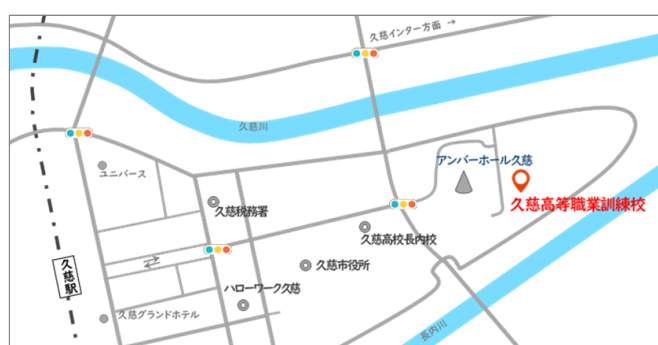 久慈インター方面 →
久慈川
アンバーホール久慈
ユニバース
久慈高等職業訓練校
久慈税務署
久慈高校長内校
久慈市役所
久慈駅
ハローワーク久慈
久慈グランドホテル
長内川